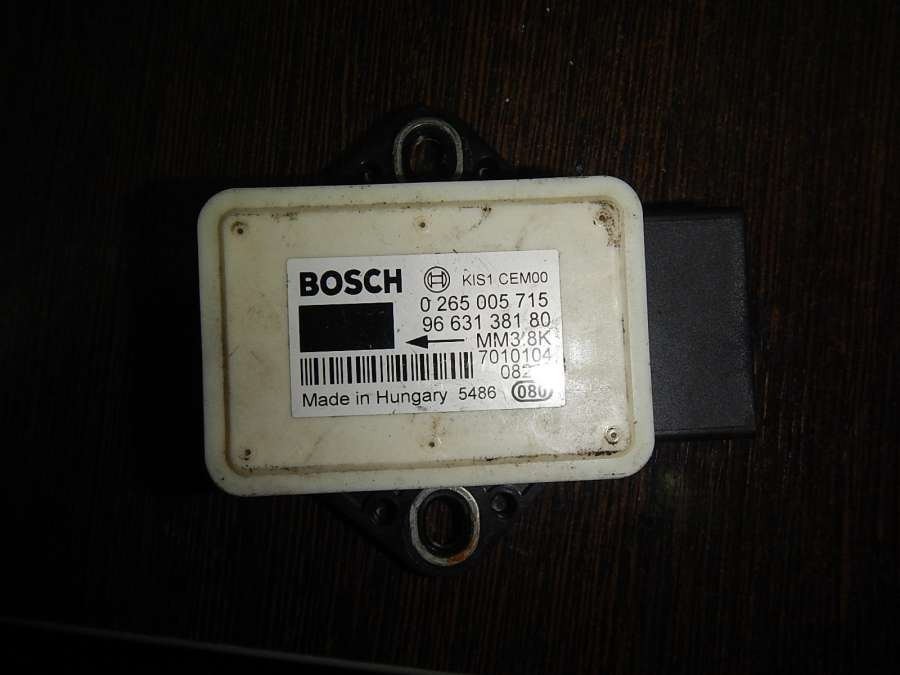 BOSCH KIS1 CEM00
0 265 005 715
96 631 381 80
MM3.8K
7010104
Made in Hungary 5486 080